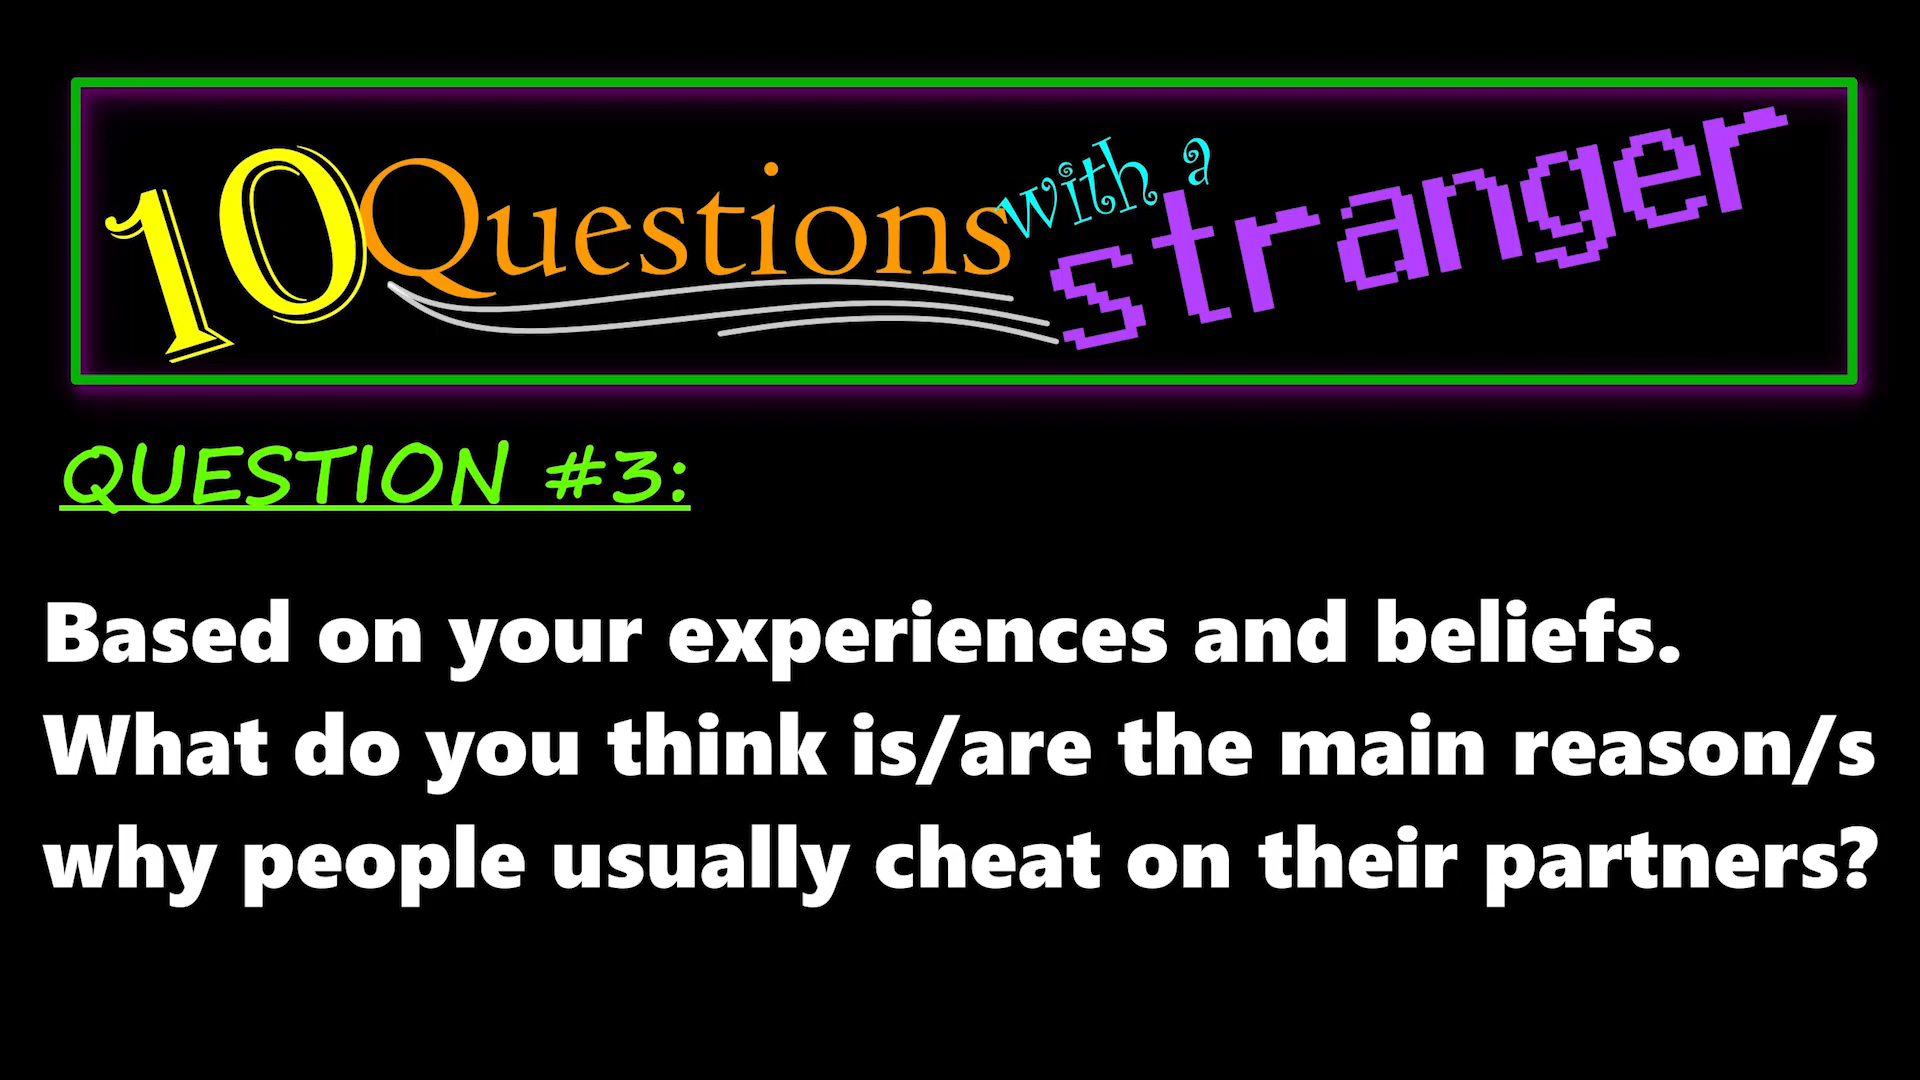 10 Questions with a stranger
QUESTION #3:
Based on your experiences and beliefs.
What do you think is/are the main reason/s
why people usually cheat on their partners?